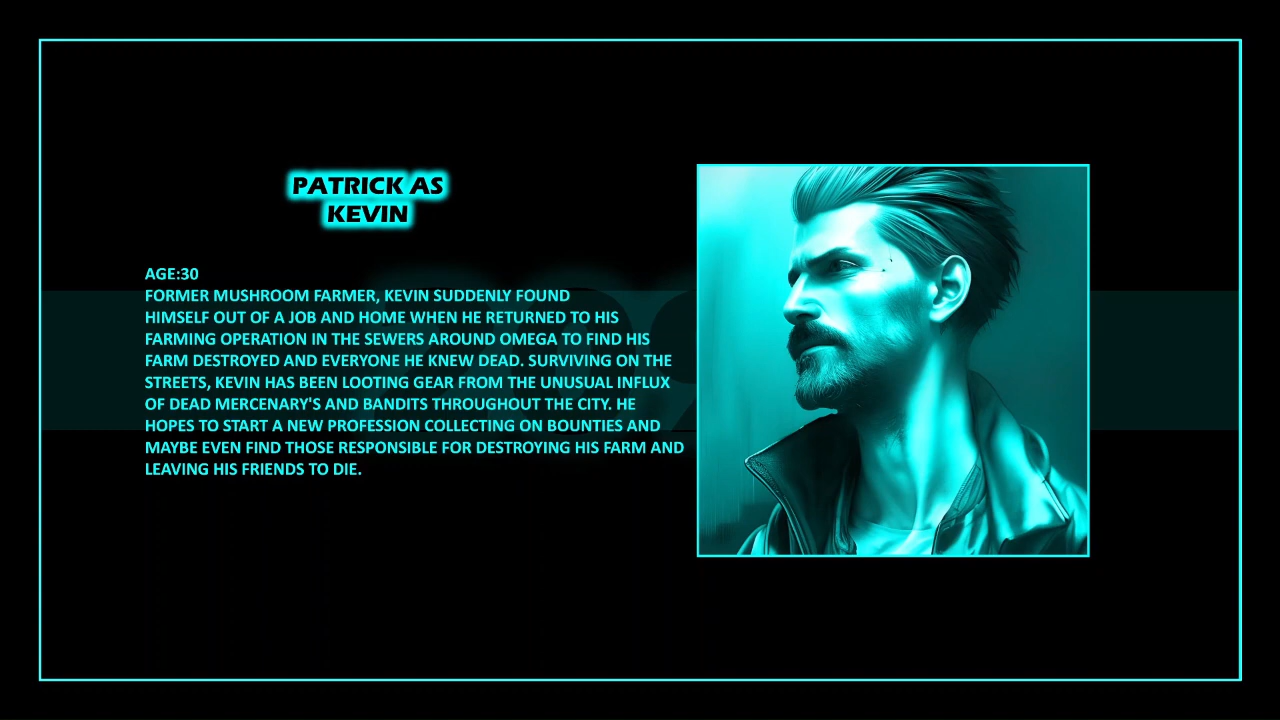 PATRICK AS
KEVIN
AGE:30
FORMER MUSHROOM FARMER, KEVIN SUDDENLY FOUND
HIMSELF OUT OF A JOB AND HOME WHEN HE RETURNED TO HIS
FARMING OPERATION IN THE SEWERS AROUND OMEGA TO FIND HIS
FARM DESTROYED AND EVERYONE HE KNEW DEAD. SURVIVING ON THE
STREETS, KEVIN HAS BEEN LOOTING GEAR FROM THE UNUSUAL INFLUX
OF DEAD MERCENARY'S AND BANDITS THROUGHOUT THE CITY. HE
HOPES TO START A NEW PROFESSION COLLECTING ON BOUNTIES AND
MAYBE EVEN FIND THOSE RESPONSIBLE FOR DESTROYING HIS FARM AND
LEAVING HIS FRIENDS TO DIE.